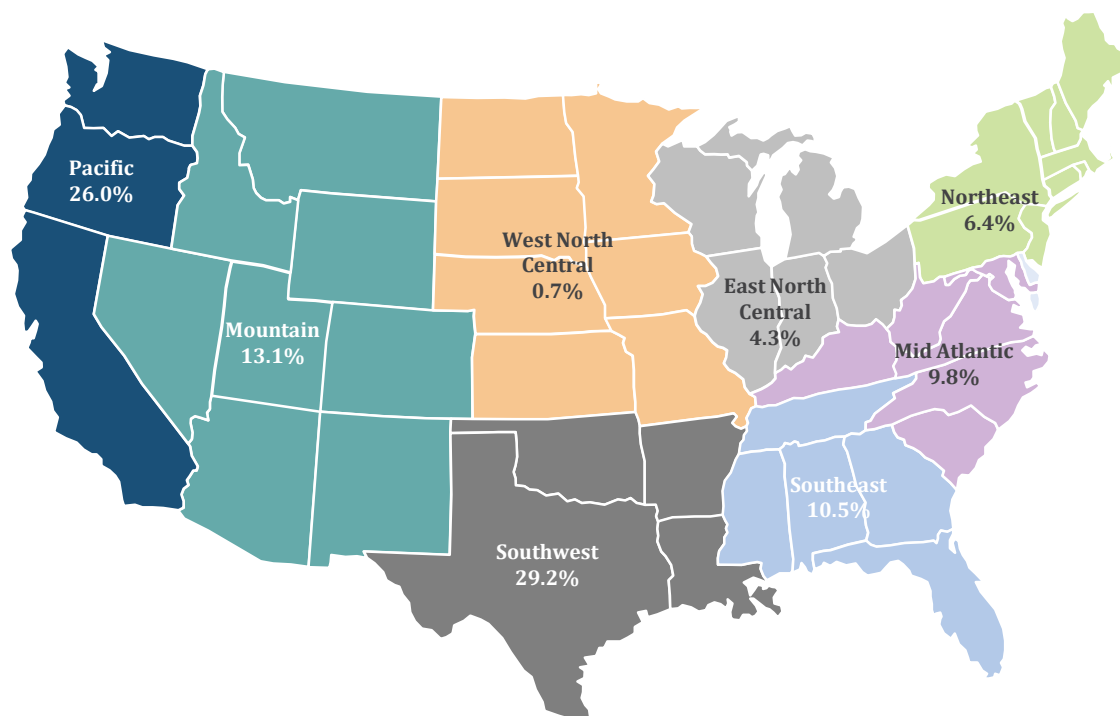 Pacific
26.0%
Mountain
13.1%
West North
Central
0.7%
East North
Central
4.3%
Northeast
6.4%
Mid Atlantic
9.8%
Southeast
10.5%
Southwest
29.2%